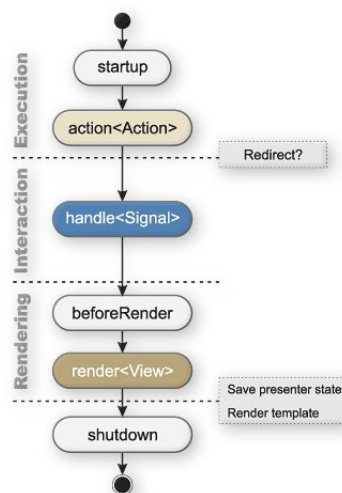 startup
Execution
action<Action>
Redirect?
Interaction
handle<Signal>
Rendering
beforeRender
render<View>
Save presenter state
Render template
shutdown